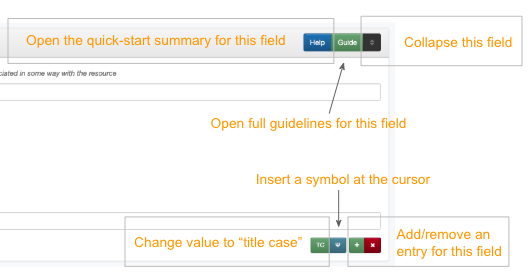 Open the quick-start summary for this field
Help Guide
Collapse this field
ciated in some way with the resource
Open full guidelines for this field
Insert a symbol at the cursor
Change value to “title case”
TC Ψ + ×
Add/remove an
entry for this field